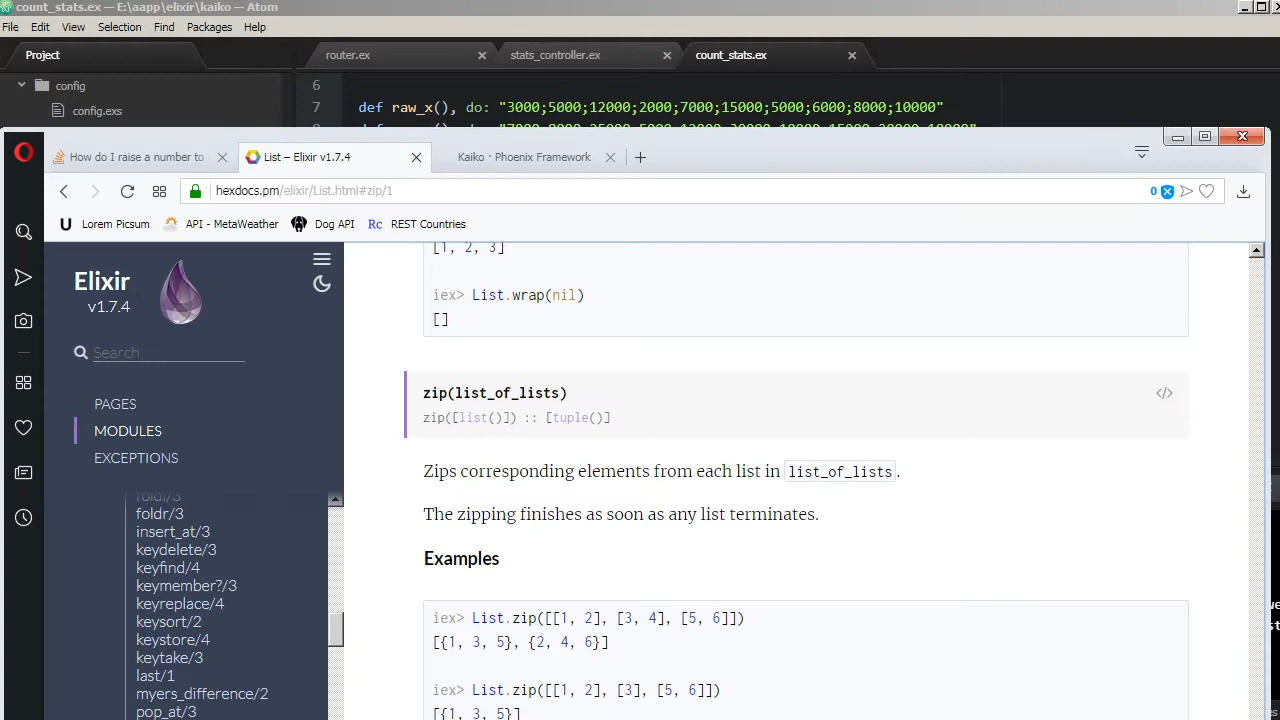 count_stats.ex — E:\aapp\elixir\kaiko — Atom
File Edit View Selection Find Packages Help
Project
router.ex
stats_controller.ex
count_stats.ex
config
config.exs
6
7 def raw_x(), do: "3000;5000;12000;2000;7000;15000;5000;6000;8000;10000"
How do I raise a number to
List – Elixir v1.7.4
Kaiko · Phoenix Framework
hexdocs.pm/elixir/List.html#zip/1
0
U Lorem Picsum
API - MetaWeather
Dog API
Rc REST Countries
Elixir
v1.7.4
Search
PAGES
MODULES
EXCEPTIONS
foldl/3
foldr/3
insert_at/3
keydelete/3
keyfind/4
keymember?/3
keyreplace/4
keysort/2
keystore/4
keytake/3
last/1
myers_difference/2
pop_at/3
[1, 2, 3]
iex> List.wrap(nil)
[]
zip(list_of_lists)
</>
zip([list()]) :: [tuple()]
Zips corresponding elements from each list in list_of_lists.
The zipping finishes as soon as any list terminates.
Examples
iex> List.zip([[1, 2], [3, 4], [5, 6]])
[{1, 3, 5}, {2, 4, 6}]
iex> List.zip([[1, 2], [3], [5, 6]])
[{1, 3, 5}]